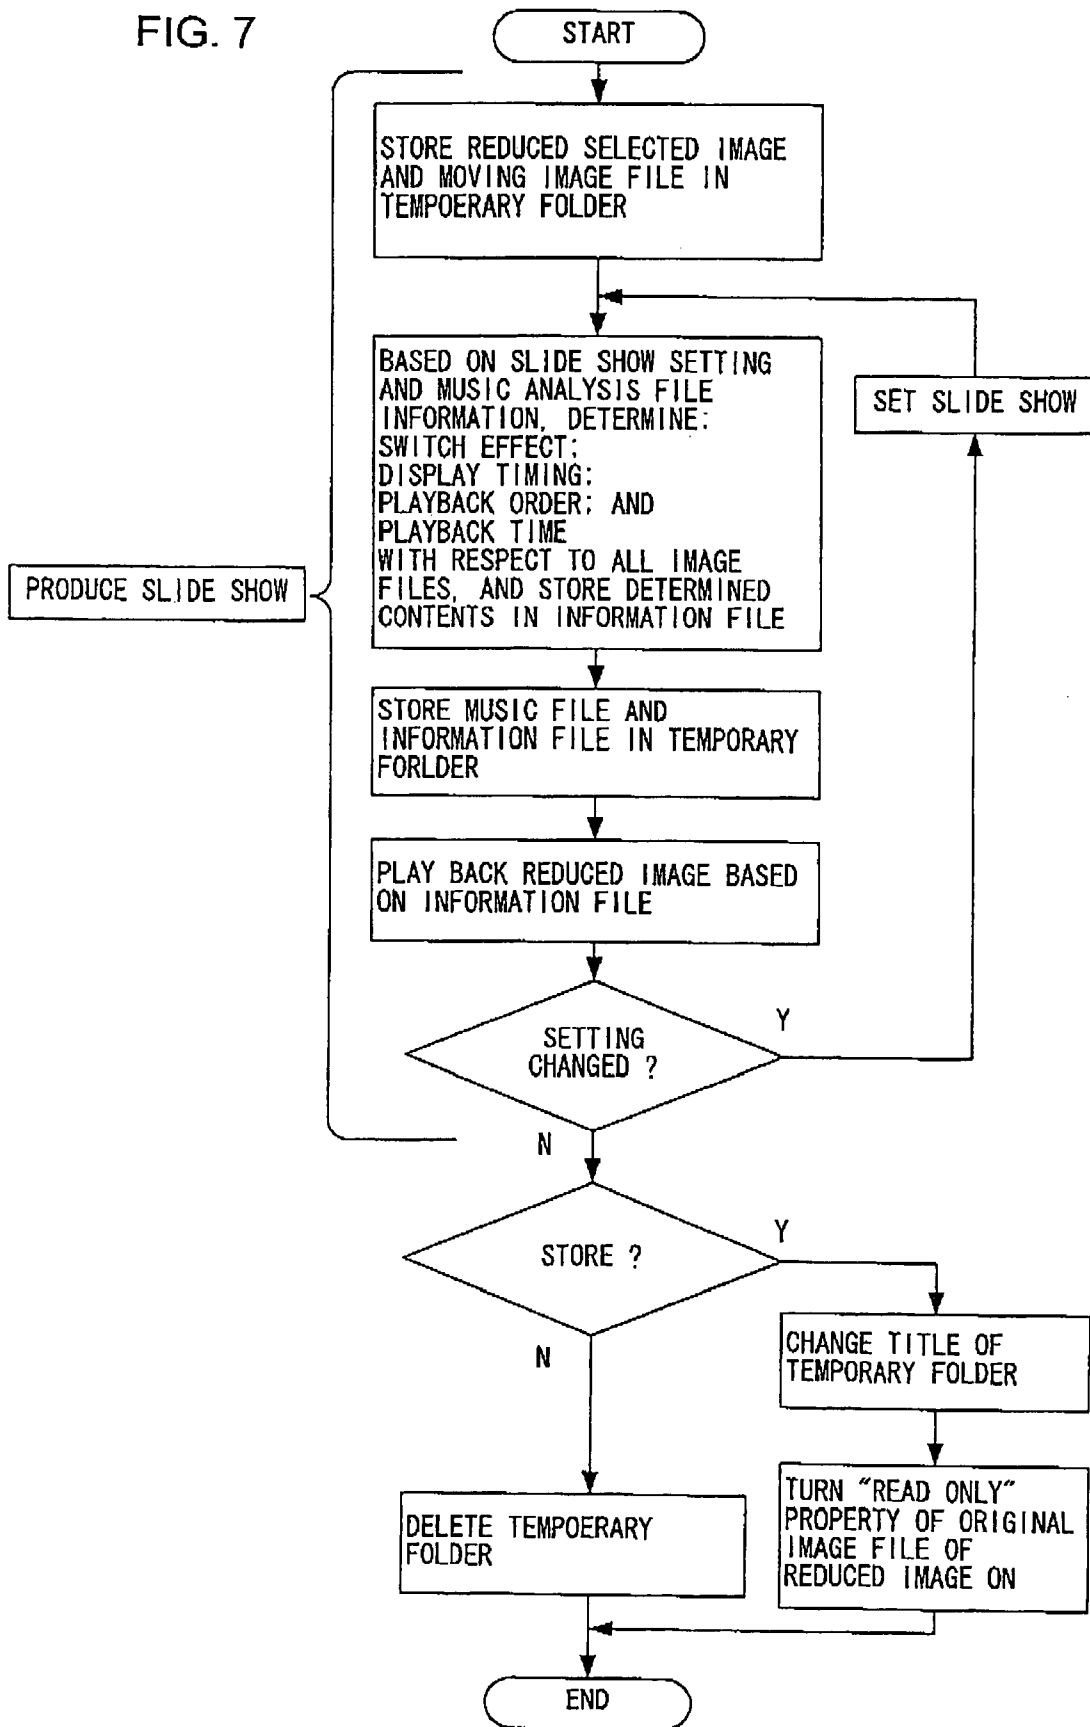 FIG. 7
START
STORE REDUCED SELECTED IMAGE
AND MOVING IMAGE FILE IN
TEMPOERARY FOLDER
BASED ON SLIDE SHOW SETTING
AND MUSIC ANALYSIS FILE
INFORMATION, DETERMINE:
SWITCH EFFECT;
DISPLAY TIMING;
PLAYBACK ORDER; AND
PLAYBACK TIME
WITH RESPECT TO ALL IMAGE
FILES, AND STORE DETERMINED
CONTENTS IN INFORMATION FILE
SET SLIDE SHOW
PRODUCE SLIDE SHOW
STORE MUSIC FILE AND
INFORMATION FILE IN TEMPORARY
FORLDER
PLAY BACK REDUCED IMAGE BASED
ON INFORMATION FILE
SETTING
CHANGED ?
Y
N
STORE ?
Y
N
CHANGE TITLE OF
TEMPORARY FOLDER
TURN "READ ONLY"
PROPERTY OF ORIGINAL
IMAGE FILE OF
REDUCED IMAGE ON
DELETE TEMPOERARY
FOLDER
END